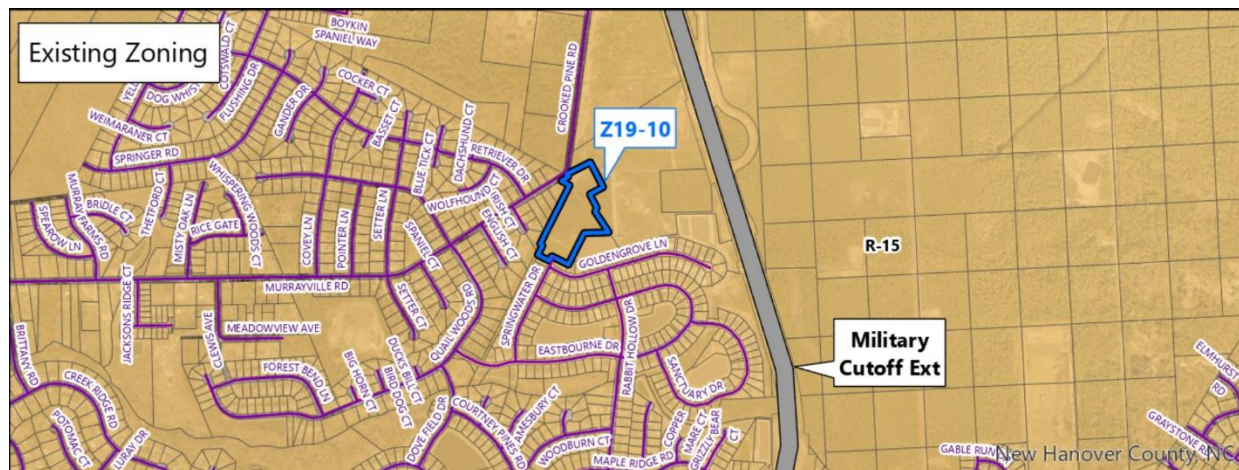 Existing Zoning
BOYKIN
SPANIEL WAY
COTSWALD CT
DOG WHIS
FLUSHING DR
COCKER CT
WEIMARANER CT
GANDER DR
BASSET CT
DACHSHUND CT
CROOKED PINE RD
Z19-10
SPRINGER RD
BLUE TICK CT
RETRIEVER DR
WHISPERING WOODS CT
THETFORD CT
MURRAY FARMS RD
BRIDLE CT
SPEAROW LN
MISTY OAK LN
RICE GATE
COVEY LN
POINTER LN
SETTER LN
WOLFHOUND CT
IRISH CT
ENGLISH CT
SPANIEL CT
GOLDENGROVE LN
R-15
MURRAYVILLE RD
JACKSONS RIDGE CT
CLEWIS AVE
MEADOWVIEW AVE
SETTER CT
QUAIL WOODS RD
SPRINGWATER DR
RABBIT HOLLOW DR
Military
Cutoff Ext
BRITTANY RD
EASTBOURNE DR
FOREST BEND LN
BIG HORN CT
DUCKS BILL CT
BIRD DOG CT
SANCTUARY DR
CREEK RIDGE RD
POTOMAC CT
LURAY DR
DOVE FIELD DR
COURTNEY PINES RD
AMESBURY CT
WOODBURN CT
MAPLE RIDGE RD
COPPER
MARE CT
GRIZZLY BEAR
CT
ELMHURST
RD
GRAYSTONE RD
GABLE RUN
New Hanover County, NC